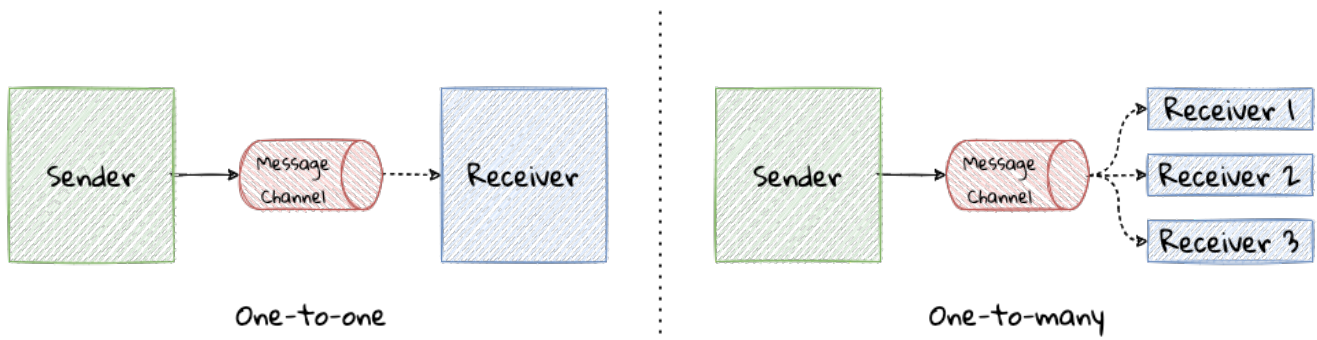 Sender
Message
Channel
Receiver
One-to-one
Sender
Message
Channel
Receiver 1
Receiver 2
Receiver 3
One-to-many